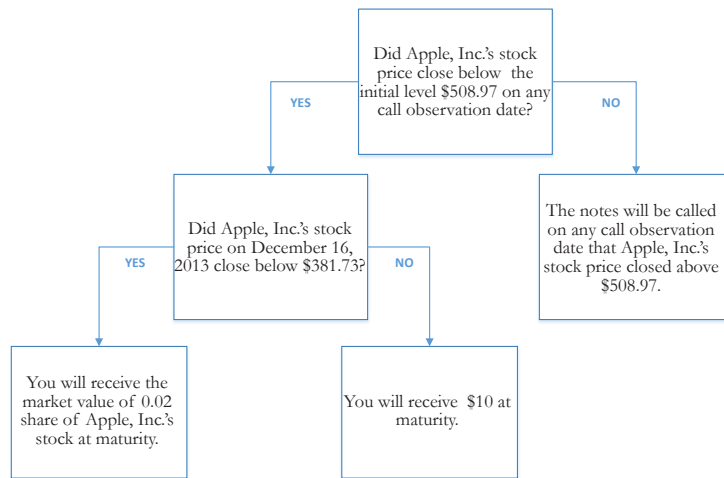 Did Apple, Inc.'s stock
price close below the
initial level $508.97 on any
call observation date?
YES
NO
Did Apple, Inc.'s stock
price on December 16,
2013 close below $381.73?
The notes will be called
on any call observation
date that Apple, Inc.'s
stock price closed above
$508.97.
YES
NO
You will receive the
market value of 0.02
share of Apple, Inc.'s
stock at maturity.
You will receive $10 at
maturity.